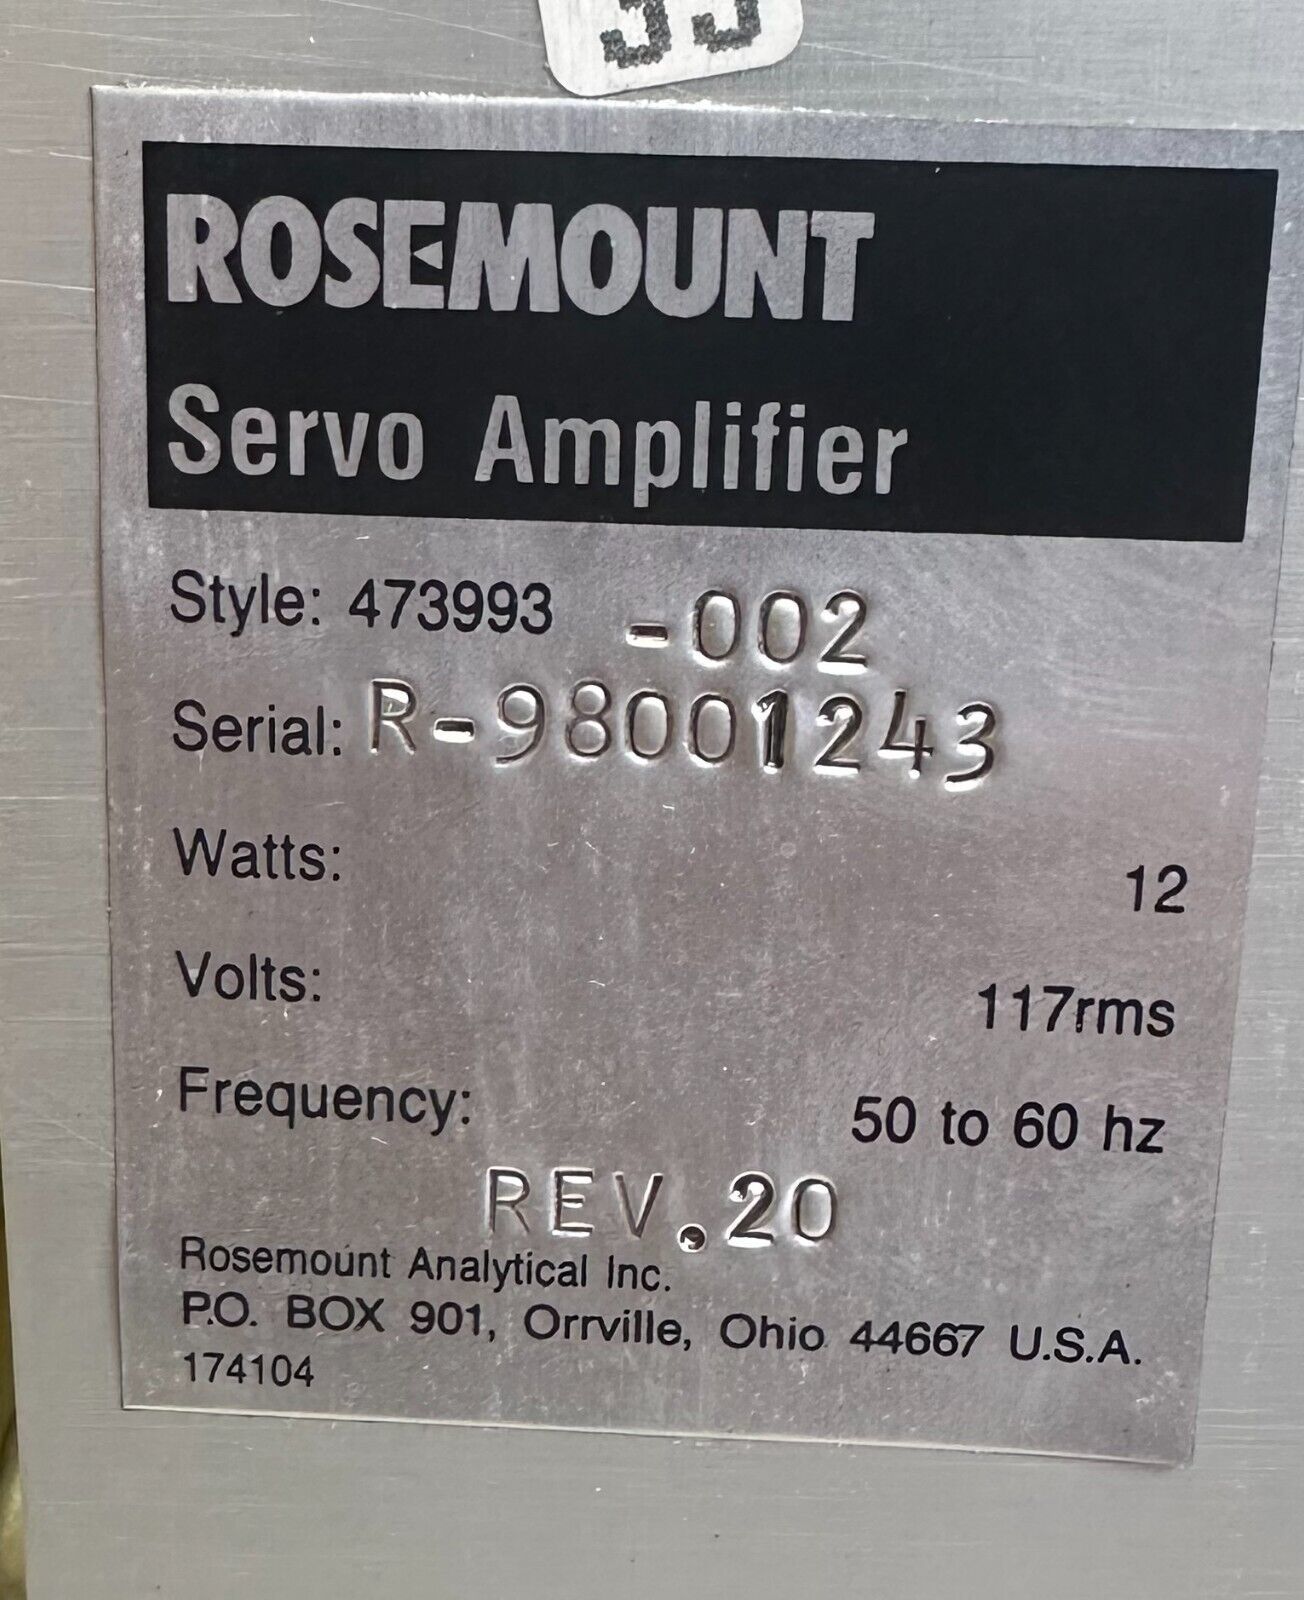 ROSEMOUNT
Servo Amplifier
Style: 473993 -002
Serial: R-98001243
Watts: 12
Volts: 117rms
Frequency: 50 to 60 hz
REV.20
Rosemount Analytical Inc.
P.O. BOX 901, Orrville, Ohio 44667 U.S.A.
174104